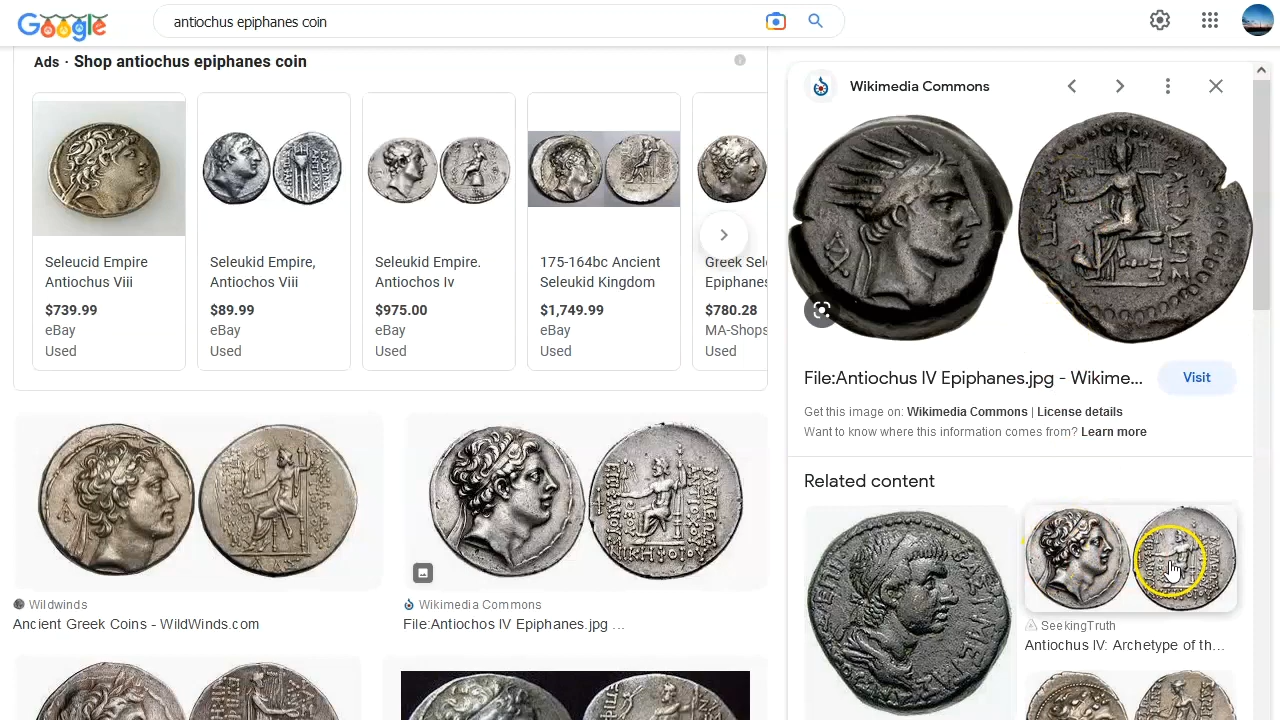 Google
antiochus epiphanes coin
Ads · Shop antiochus epiphanes coin
Seleucid Empire
Antiochus Viii
$739.99
eBay
Used
Seleukid Empire,
Antiochos Viii
$89.99
eBay
Used
Seleukid Empire.
Antiochos Iv
$975.00
eBay
Used
175-164bc Ancient
Seleukid Kingdom
$1,749.99
eBay
Used
Greek Sel
Epiphanes
$780.28
MA-Shops
Used
Wildwinds
Ancient Greek Coins - WildWinds.com
Wikimedia Commons
File:Antiochos IV Epiphanes.jpg ...
Wikimedia Commons
File:Antiochus IV Epiphanes.jpg - Wikime...
Visit
Get this image on: Wikimedia Commons | License details
Want to know where this information comes from? Learn more
Related content
SeekingTruth
Antiochus IV: Archetype of th...